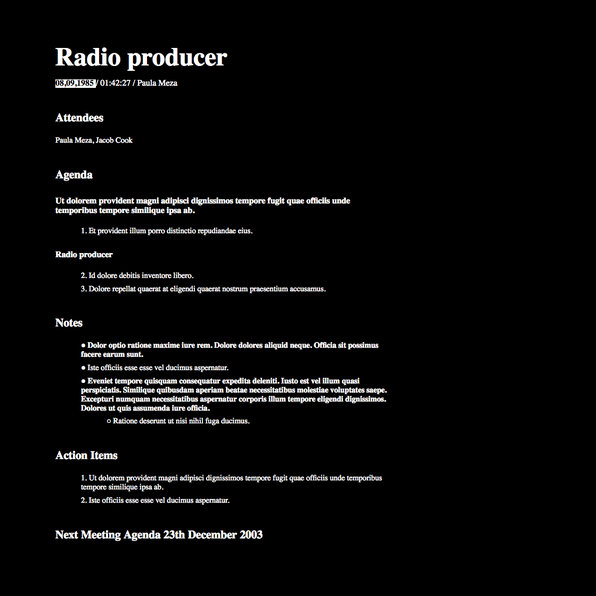 Radio producer
08,09,1985 / 01:42:27 / Paula Meza
Attendees
Paula Meza, Jacob Cook
Agenda
Ut dolorem provident magni adipisci dignissimos tempore fugit quae officiis unde
temporibus tempore similique ipsa ab.
1. Et provident illum porro distinctio repudiandae eius.
Radio producer
2. Id dolore debitis inventore libero.
3. Dolore repellat quaerat at eligendi quaerat nostrum praesentium accusamus.
Notes
● Dolor optio ratione maxime iure rem. Dolore dolores aliquid neque. Officia sit possimus
facere earum sunt.
● Iste officiis esse esse vel ducimus aspernatur.
● Eveniet tempore quisquam consequatur expedita deleniti. Iusto est vel illum quasi
perspiciatis. Similique quibusdam aperiam beatae necessitatibus molestiae voluptates saepe.
Excepturi numquam necessitatibus aspernatur corporis illum tempore eligendi dignissimos.
Dolores ut quis assumenda iure officia.
○ Ratione deserunt ut nisi nihil fuga ducimus.
Action Items
1. Ut dolorem provident magni adipisci dignissimos tempore fugit quae officiis unde temporibus
tempore similique ipsa ab.
2. Iste officiis esse esse vel ducimus aspernatur.
Next Meeting Agenda 23th December 2003